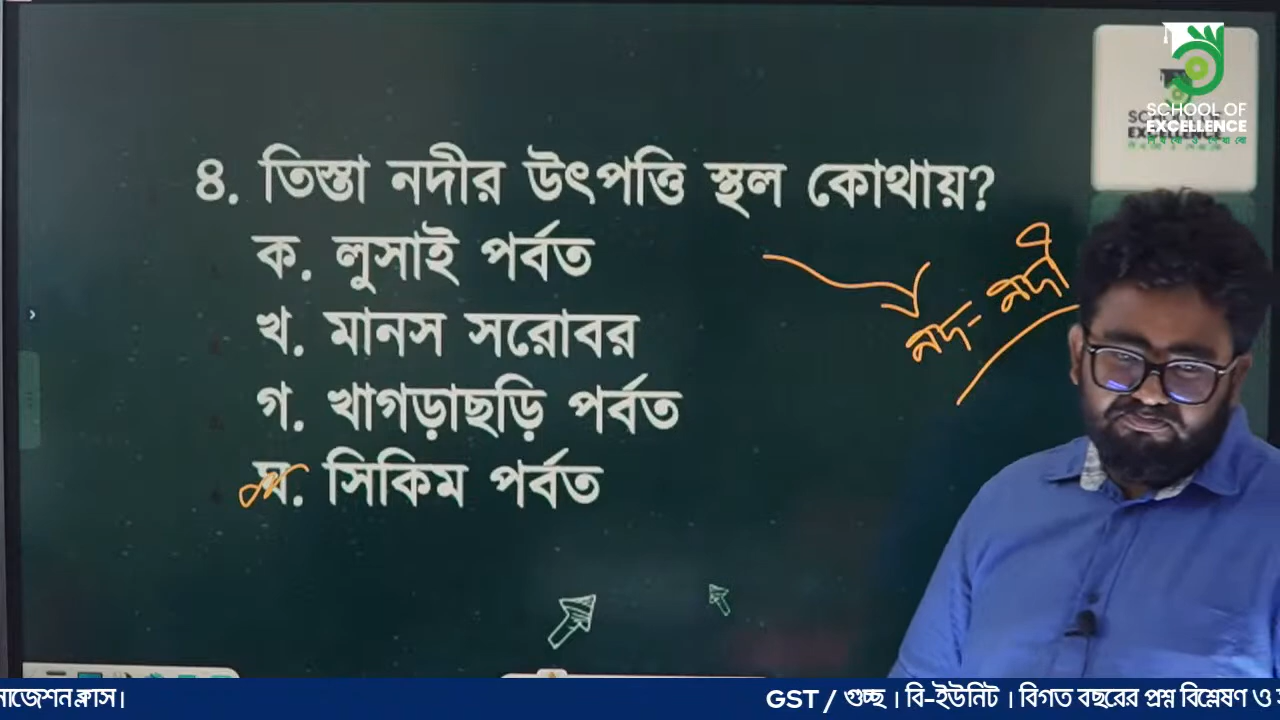 SCHOOL OF
EXCELLENCE
৪. তিস্তা নদীর উৎপত্তি স্থল কোথায়?
ক. লুসাই পর্বত
খ. মানস সরোবর
গ. খাগড়াছড়ি পর্বত
ঘ. সিকিম পর্বত
নদ-নদী
নাজেশন ক্লাস।
GST / গুচ্ছ । বি-ইউনিট । বিগত বছরের প্রশ্ন বিশ্লেষণ ও